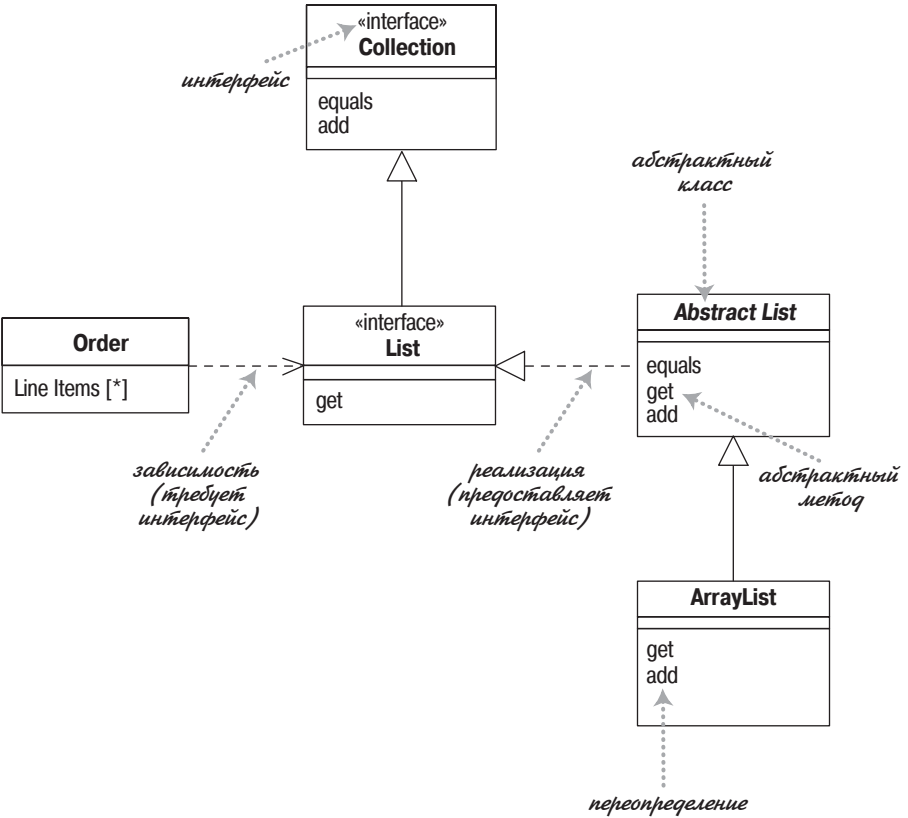 «interface»
Collection
интерфейс
equals
add
абстрактный
класс
Order
Line Items [*]
«interface»
List
get
Abstract List
equals
get
add
зависимость
(требует
интерфейс)
реализация
(предоставляет
интерфейс)
абстрактный
метод
ArrayList
get
add
переопределение